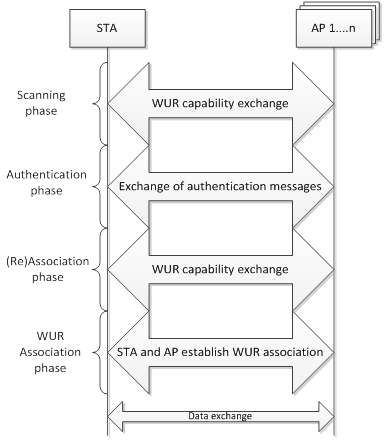 STA
AP 1....n
Scanning
phase
WUR capability exchange
Authentication
phase
Exchange of authentication messages
(Re)Association
phase
WUR capability exchange
WUR
Association
phase
STA and AP establish WUR association
Data exchange